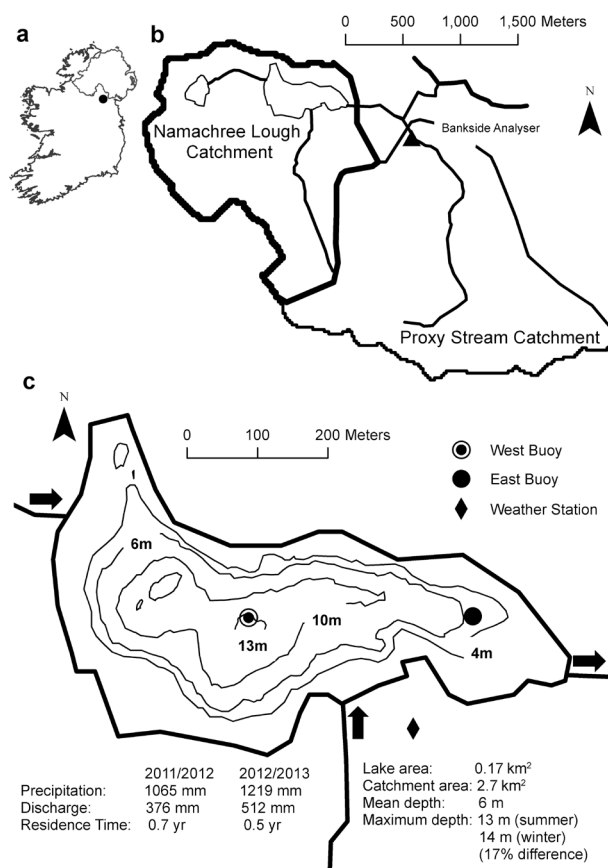 a
b
0 500 1,000 1,500 Meters
N
Namachree Lough
Catchment
Bankside Analyser
Proxy Stream Catchment
c
N
0 100 200 Meters
West Buoy
East Buoy
Weather Station
6m
10m
13m
4m
2011/2012 2012/2013
Precipitation: 1065 mm 1219 mm
Discharge: 376 mm 512 mm
Residence Time: 0.7 yr 0.5 yr
Lake area: 0.17 km²
Catchment area: 2.7 km²
Mean depth: 6 m
Maximum depth: 13 m (summer)
14 m (winter)
(17% difference)